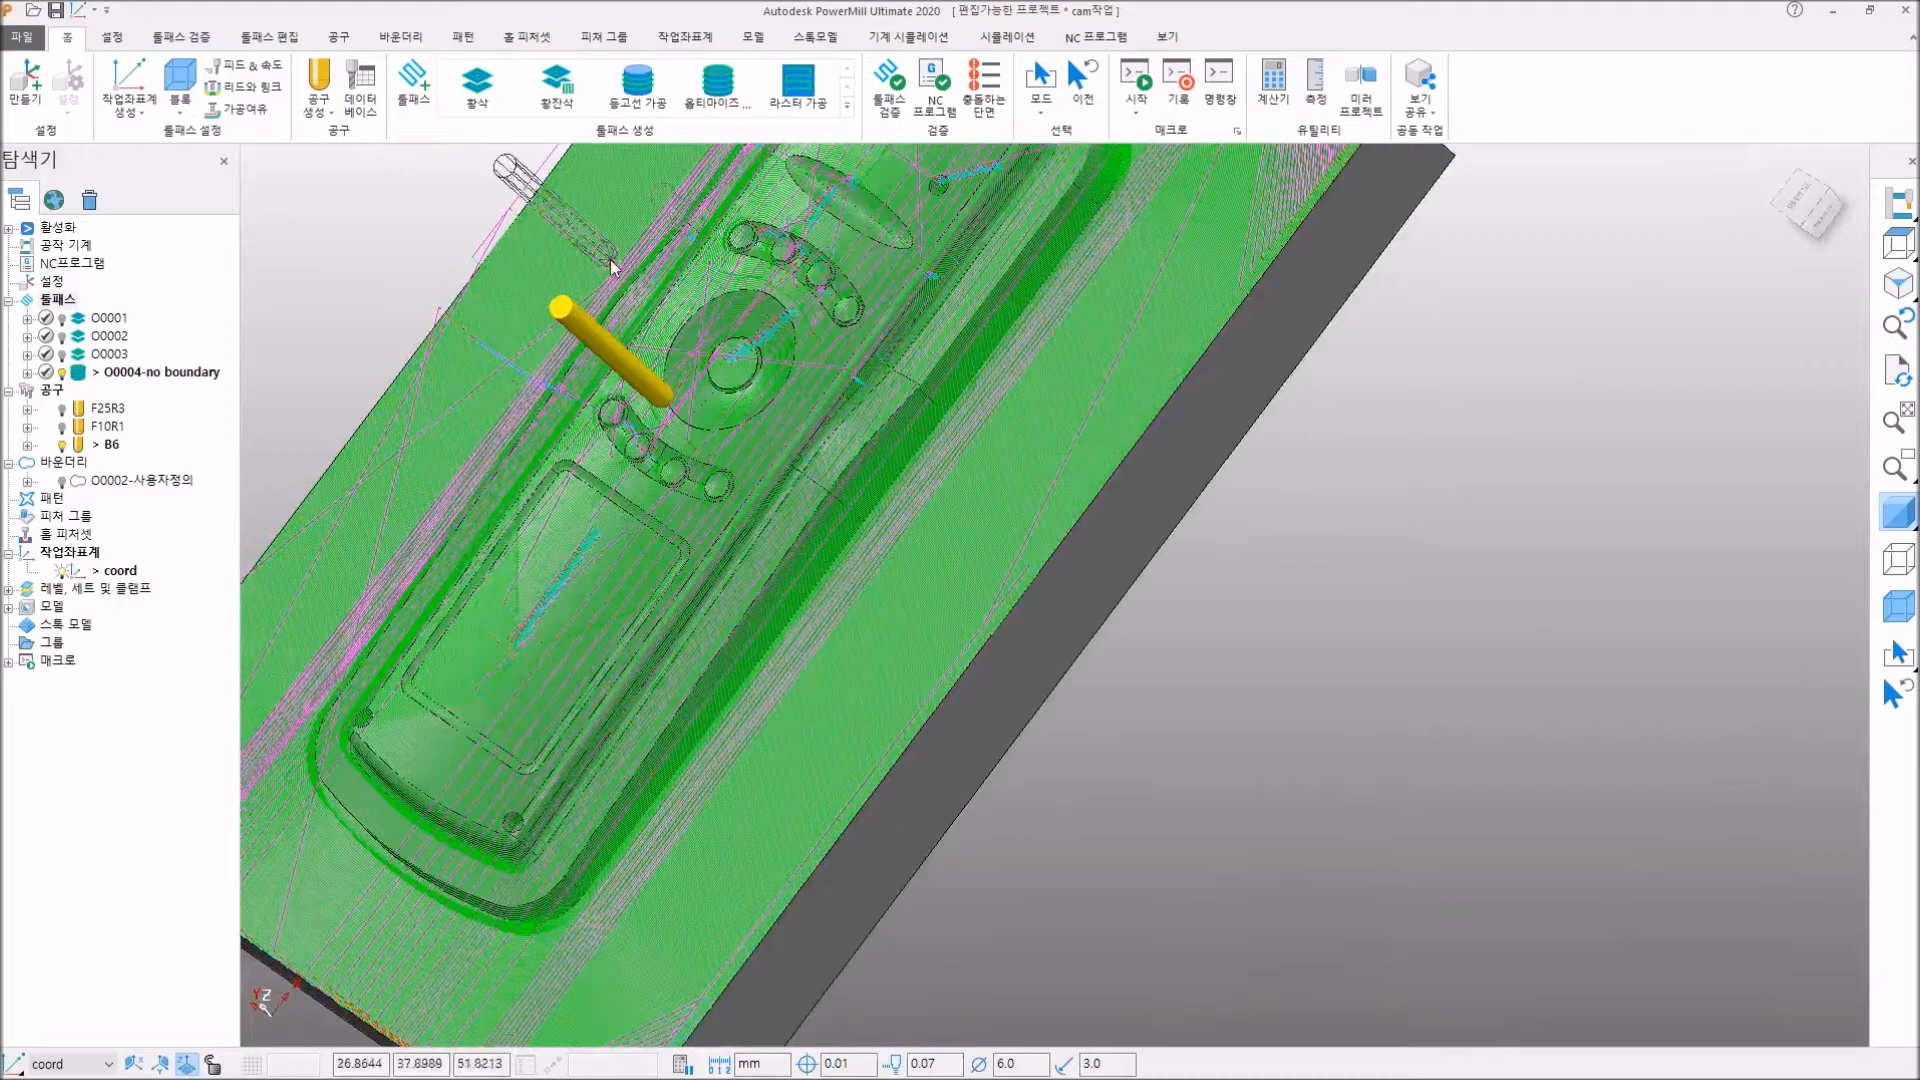 Autodesk PowerMill Ultimate 2020 [ 편집가능한 프로젝트 * cam작업 ]
파일 홈 설정 툴패스 검증 툴패스 편집 공구 바운더리 패턴 홀 피처셋 피쳐 그룹 작업좌표계 모델 스톡모델 기계 시뮬레이션 시뮬레이션 NC 프로그램 보기
만들기 설정 작업좌표계 생성 블록 피드 & 속도 리드와 링크 가공여유 공구 생성 데이터 베이스 툴패스 황삭 황잔삭 등고선 가공 옵티마이즈 ... 라스터 가공 툴패스 검증 NC 프로그램 충돌하는 단면 모드 이전 시작 기록 명령창 계산기 측정 미러 프로젝트 보기 공유
설정 툴패스 설정 공구 툴패스 생성 검증 선택 매크로 유틸리티 공동 작업
탐색기
활성화
공작 기계
NC프로그램
설정
툴패스
O0001
O0002
O0003
> O0004-no boundary
공구
F25R3
F10R1
> B6
바운더리
O0002-사용자정의
패턴
피처 그룹
홀 피처셋
작업좌표계
> coord
레벨, 세트 및 클램프
모델
스톡 모델
그룹
매크로
Y Z
coord 26.8644 37.8989 51.8213 mm 0.01 0.07 6.0 3.0